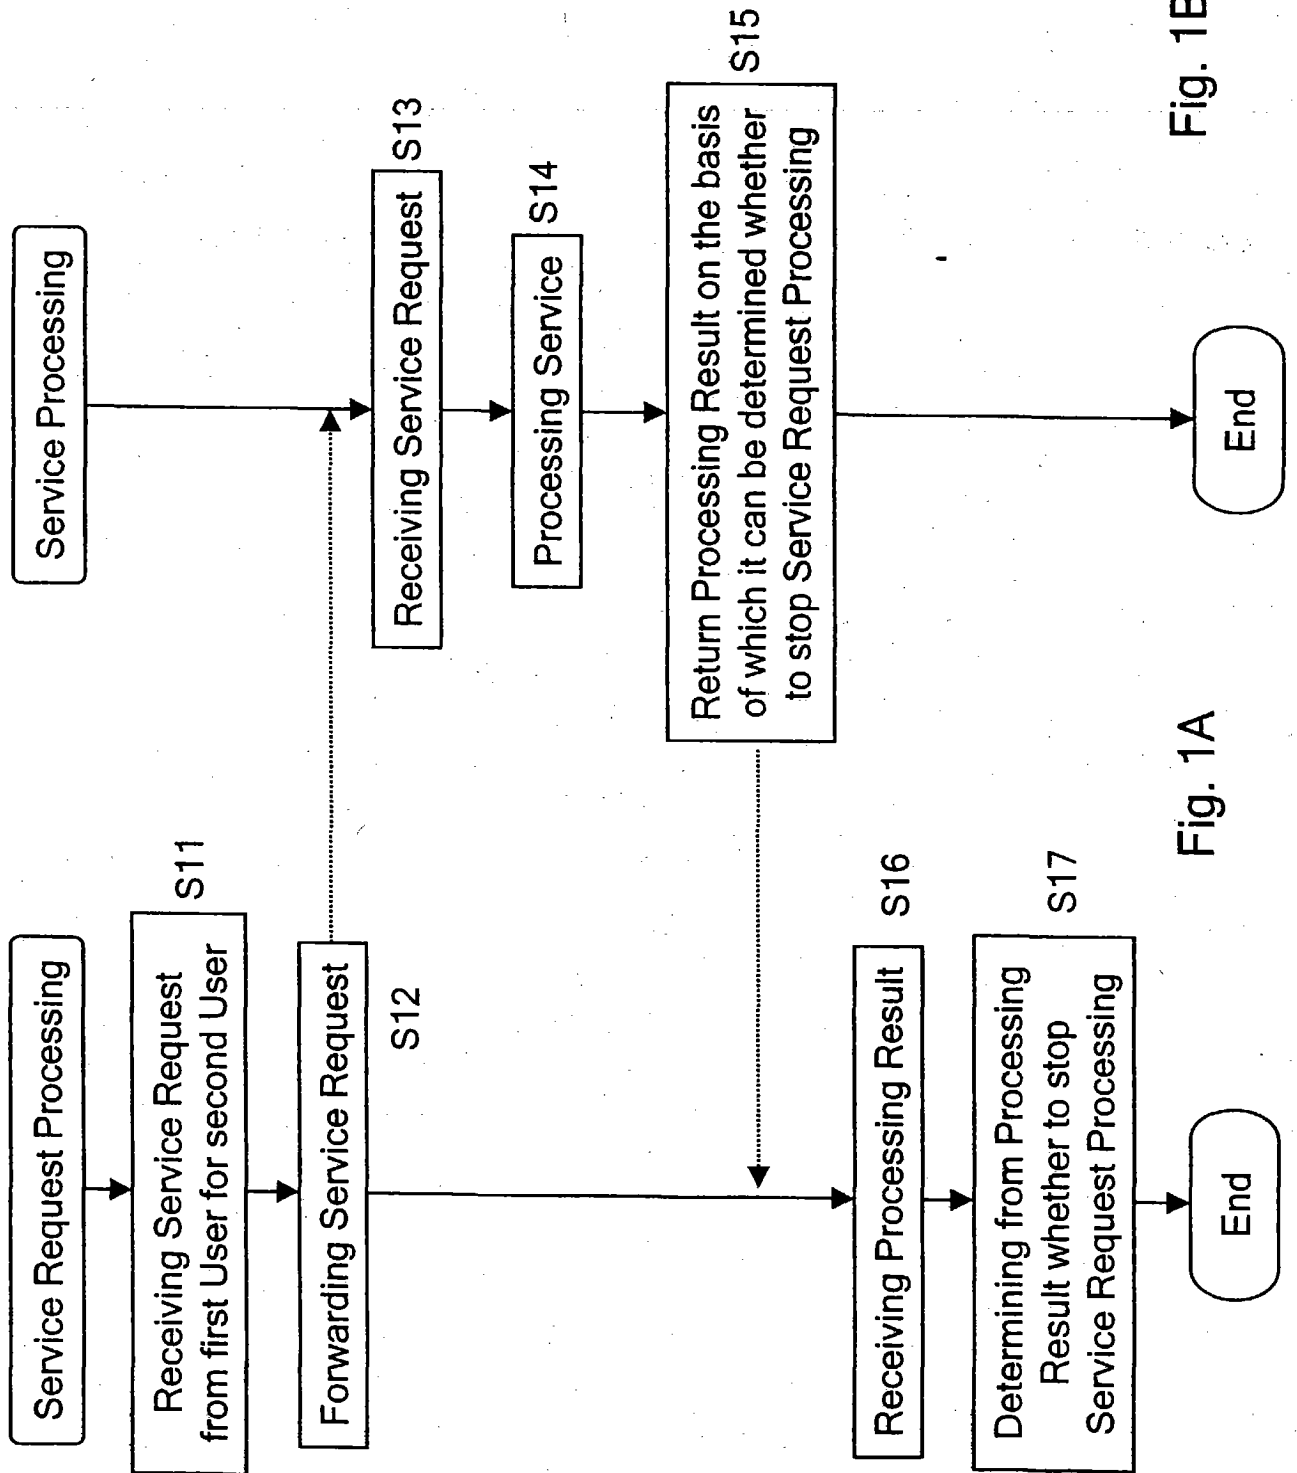 Service Request Processing
Receiving Service Request
from first User for second User
S11
Forwarding Service Request
S12
Receiving Processing Result
S16
Determining from Processing
Result whether to stop
Service Request Processing
S17
End
Fig. 1A
Service Processing
Receiving Service Request
S13
Processing Service
S14
Return Processing Result on the basis
of which it can be determined whether
to stop Service Request Processing
S15
End
Fig. 1B